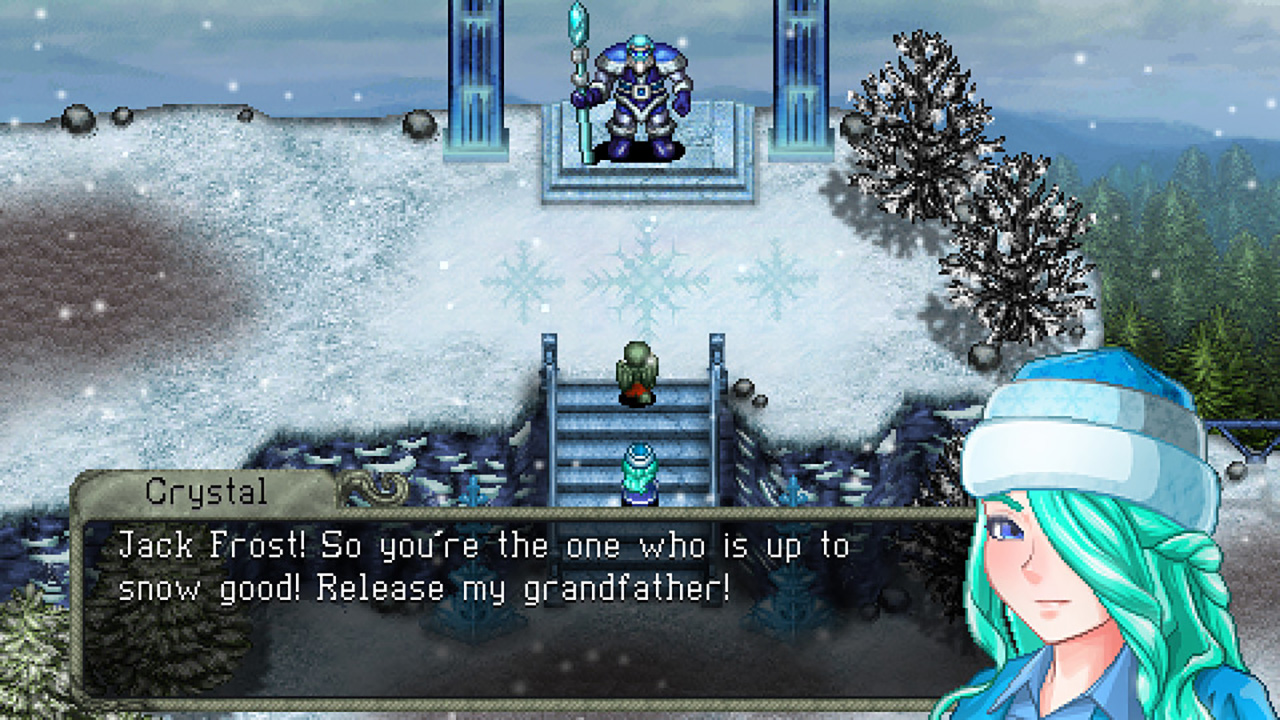 Crystal
Jack Frost! So you're the one who is up to
snow good! Release my grandfather!